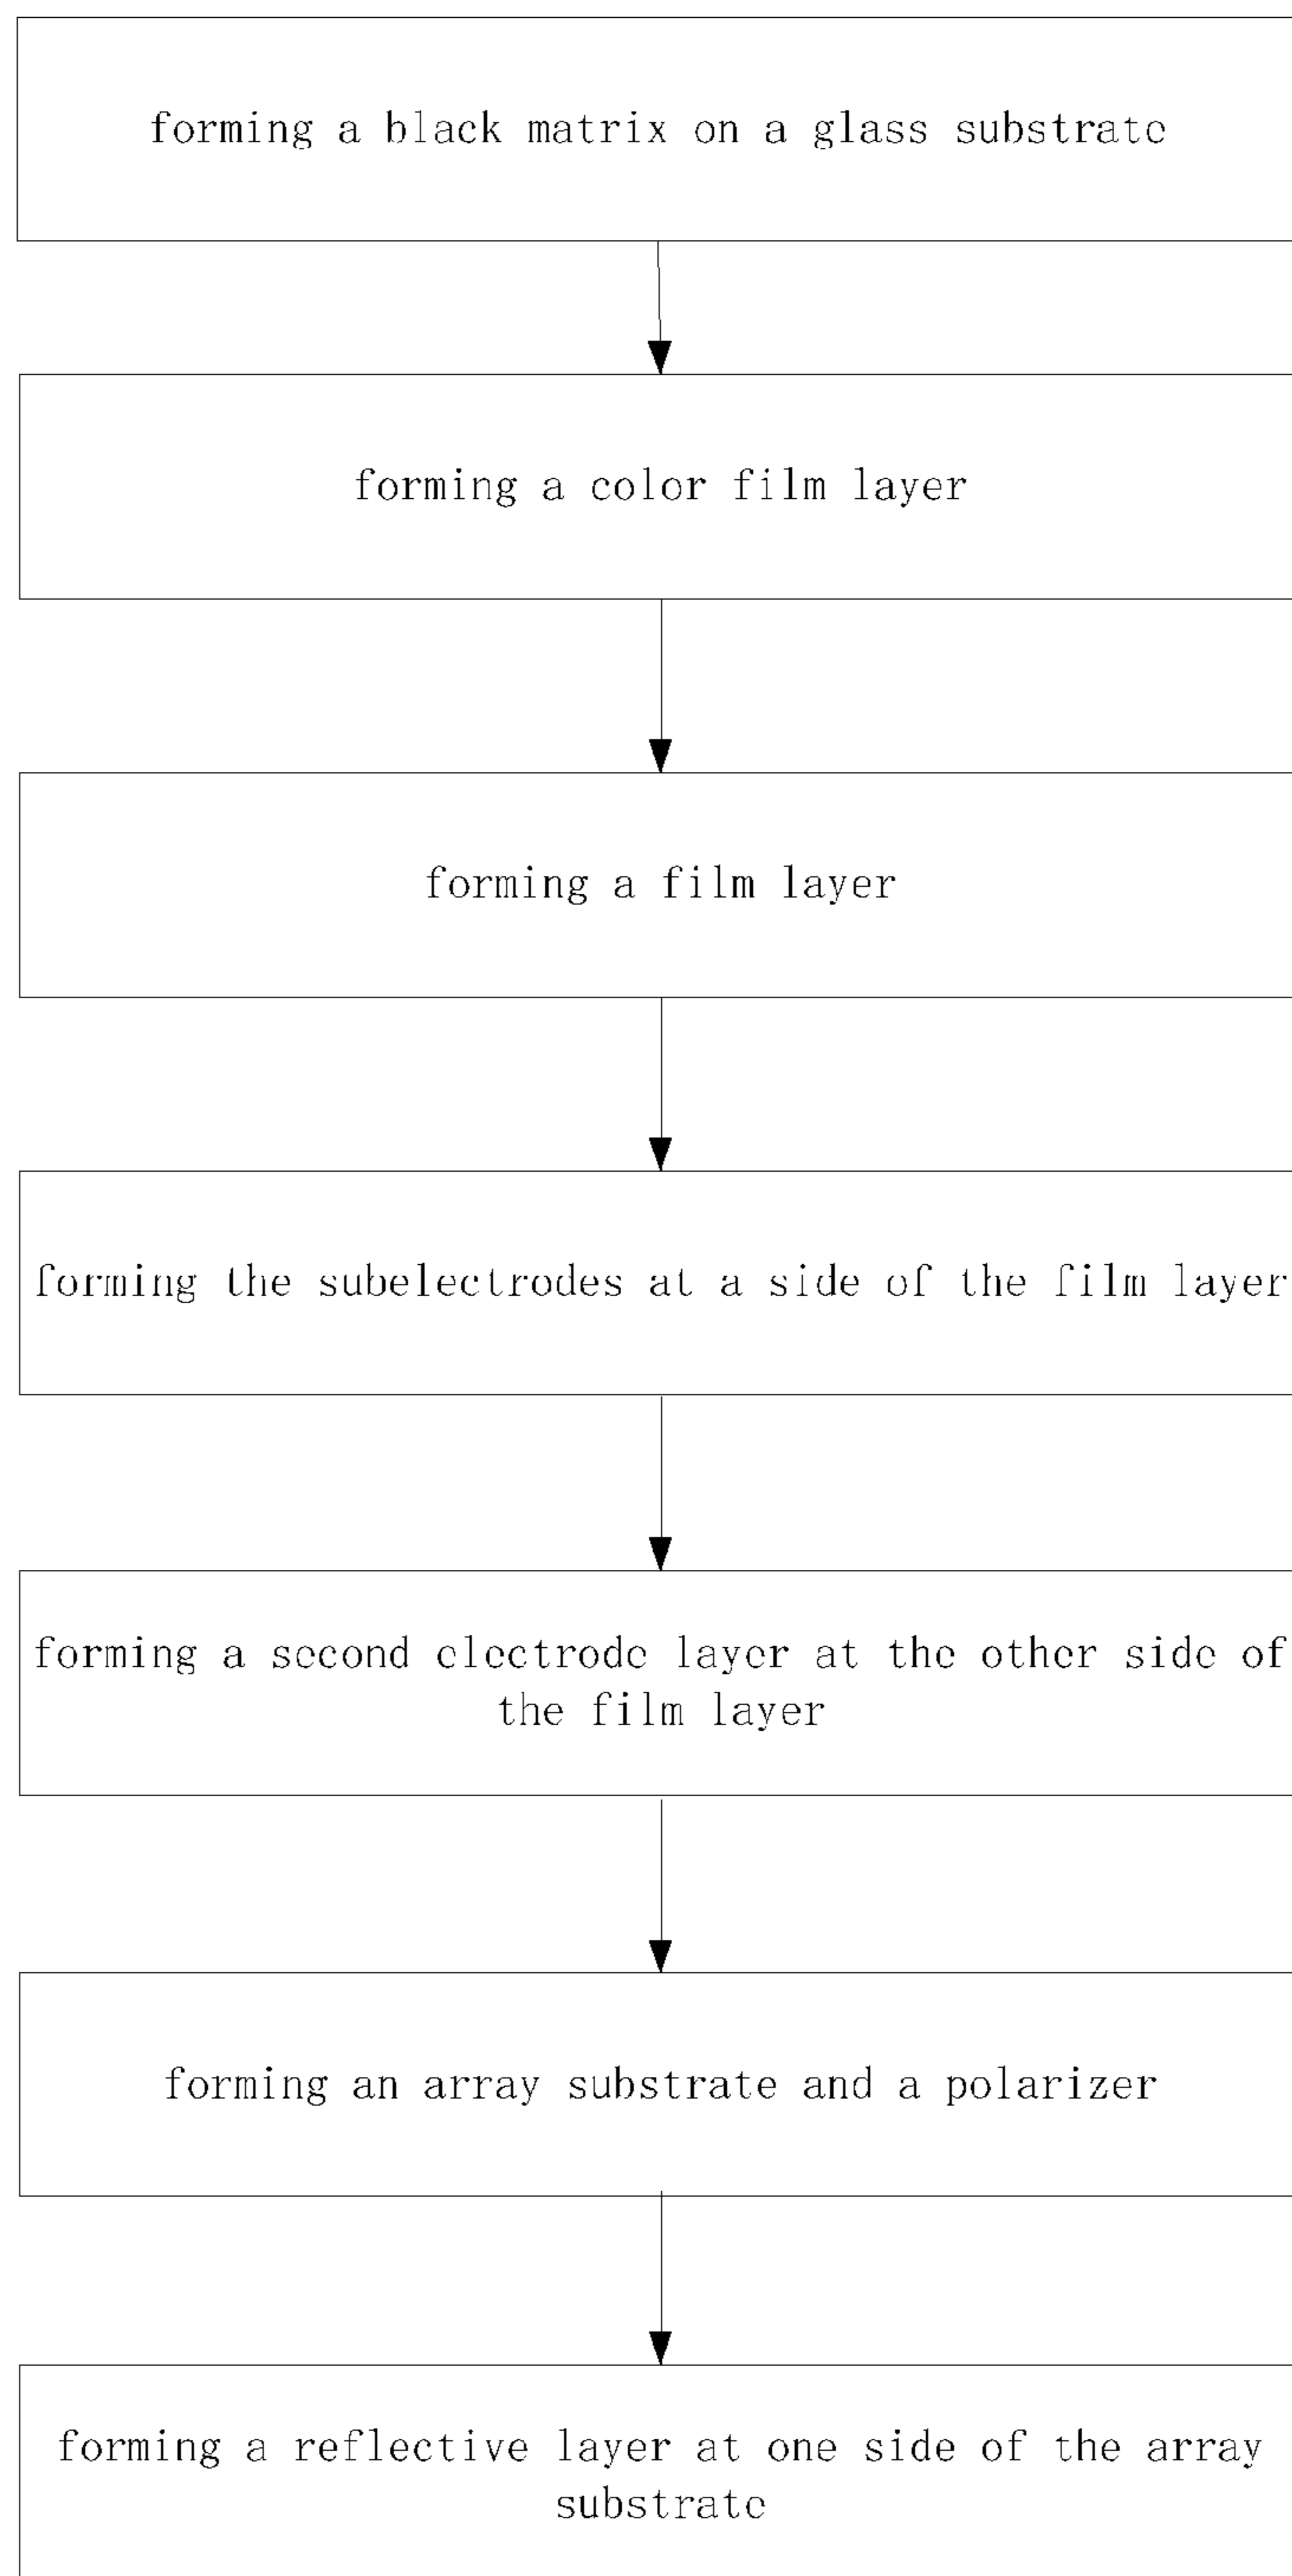 forming a black matrix on a glass substrate
forming a color film layer
forming a film layer
forming the subelectrodes at a side of the film layer
forming a second electrode layer at the other side of
the film layer
forming an array substrate and a polarizer
forming a reflective layer at one side of the array
substrate